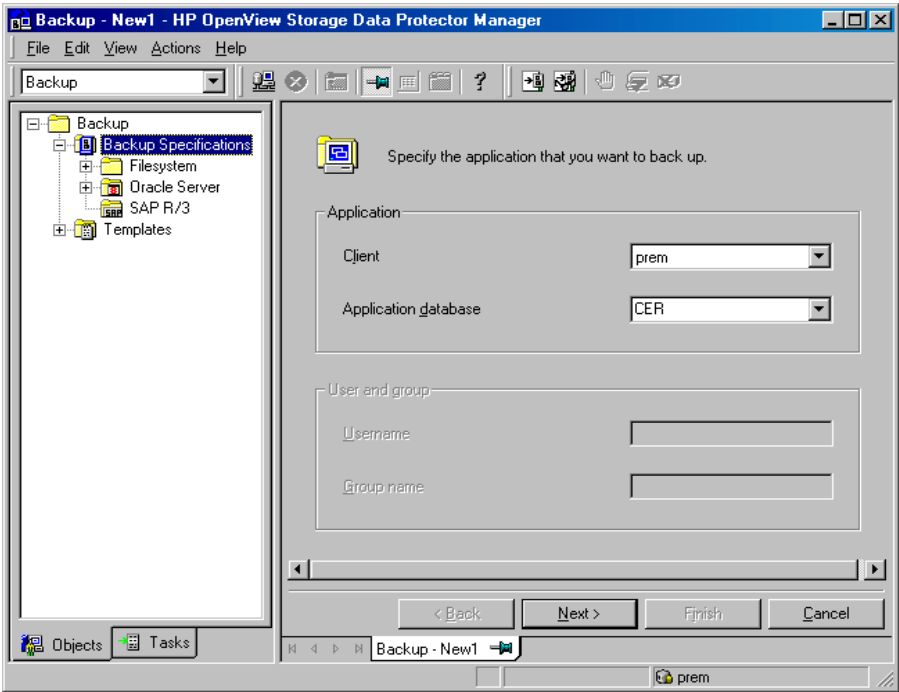 Backup - New1 - HP OpenView Storage Data Protector Manager
File Edit View Actions Help
Backup
Backup
Backup Specifications
Filesystem
Oracle Server
SAP R/3
Templates
Specify the application that you want to back up.
Application
Client prem
Application database CER
User and group
Username
Group name
< Back Next > Finish Cancel
Objects Tasks
Backup - New1
prem